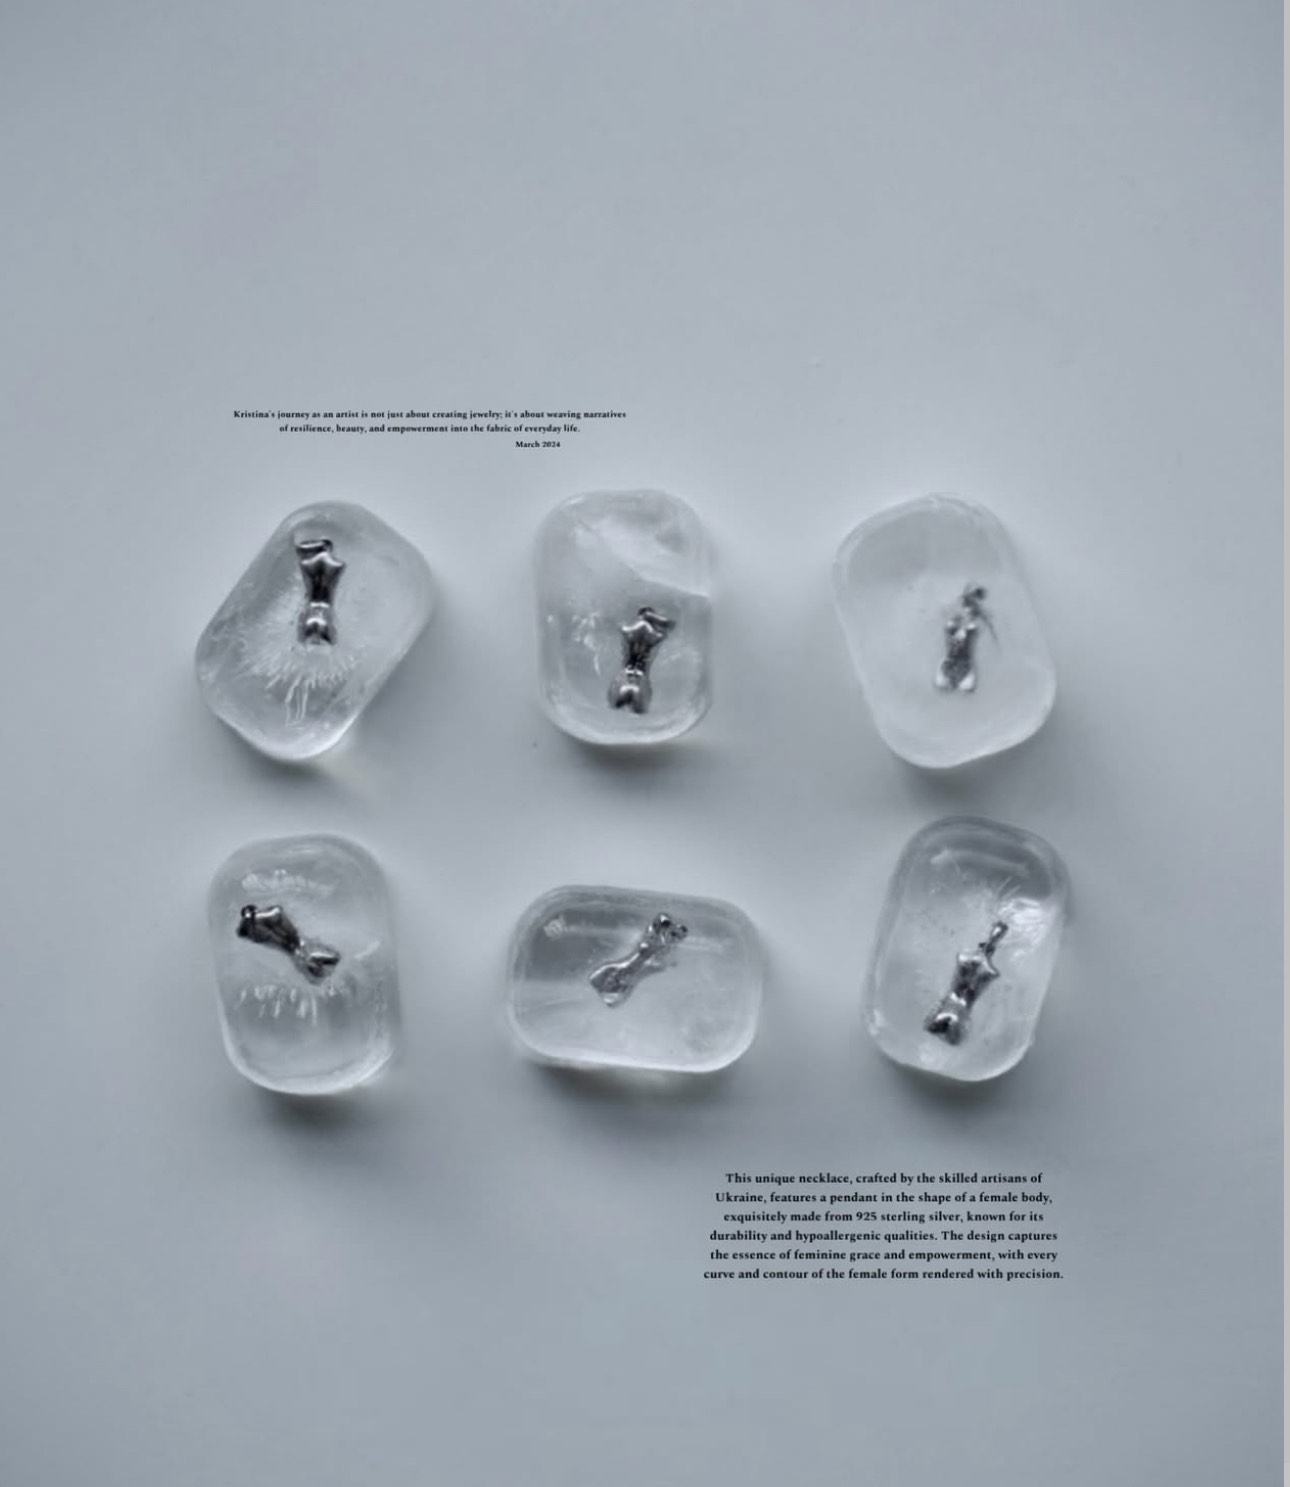 Kristina's journey as an artist is not just about creating jewelry; it's about weaving narratives
of resilience, beauty, and empowerment into the fabric of everyday life.
March 2024
This unique necklace, crafted by the skilled artisans of
Ukraine, features a pendant in the shape of a female body,
exquisitely made from 925 sterling silver, known for its
durability and hypoallergenic qualities. The design captures
the essence of feminine grace and empowerment, with every
curve and contour of the female form rendered with precision.